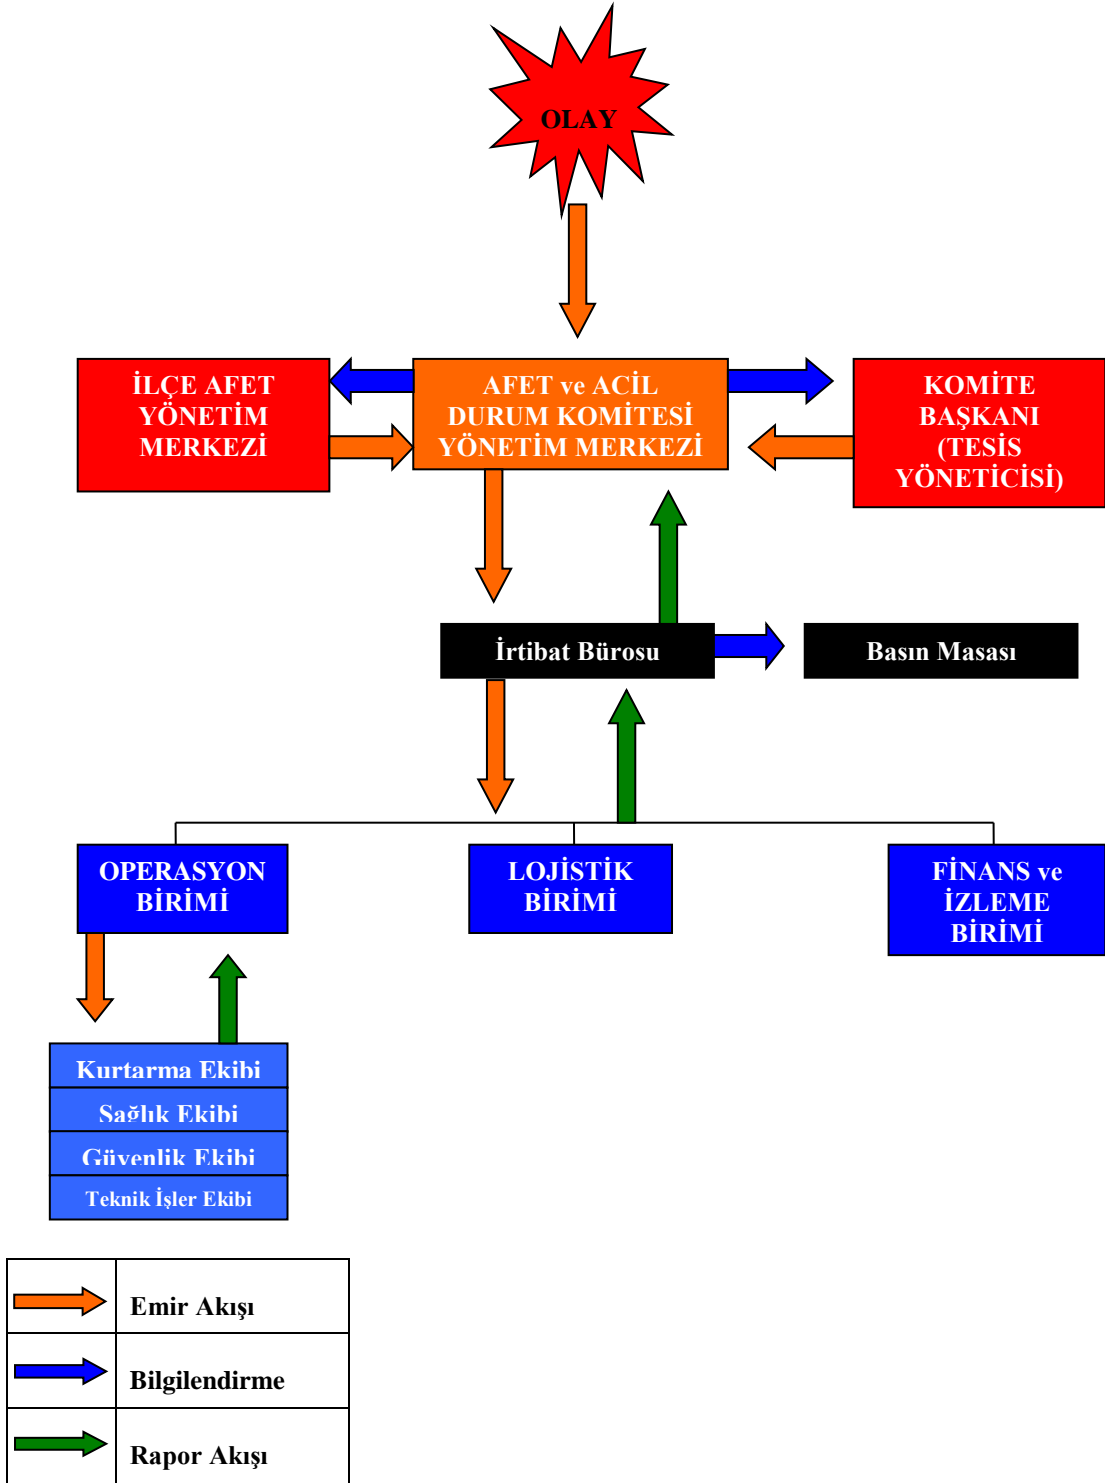 OLAY
İLÇE AFET
YÖNETİM
MERKEZİ
AFET ve ACİL
DURUM KOMİTESİ
YÖNETİM MERKEZİ
KOMİTE
BAŞKANI
(TESİS
YÖNETİCİSİ)
İrtibat Bürosu
Basın Masası
OPERASYON
BİRİMİ
LOJİSTİK
BİRİMİ
FİNANS ve
İZLEME
BİRİMİ
Kurtarma Ekibi
Sağlık Ekibi
Güvenlik Ekibi
Teknik İşler Ekibi
Emir Akışı
Bilgilendirme
Rapor Akışı